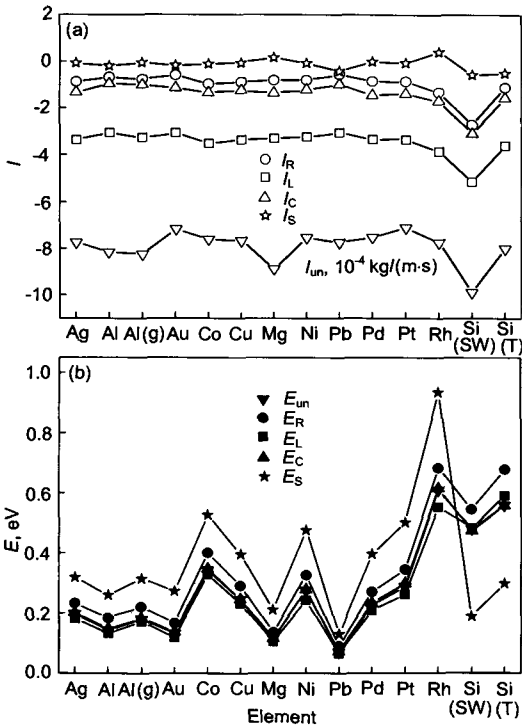 2
(a)
0
-2
-4
-6
-8
-10
I
I_R
I_L
I_C
I_S
I_un, 10^-4 kg/(m·s)
Ag Al Al(g) Au Co Cu Mg Ni Pb Pd Pt Rh Si Si
(SW) (T)
1.0
(b)
0.8
0.6
0.4
0.2
0.0
E, eV
E_un
E_R
E_L
E_C
E_S
Ag Al Al(g) Au Co Cu Mg Ni Pb Pd Pt Rh Si Si
(SW) (T)
Element